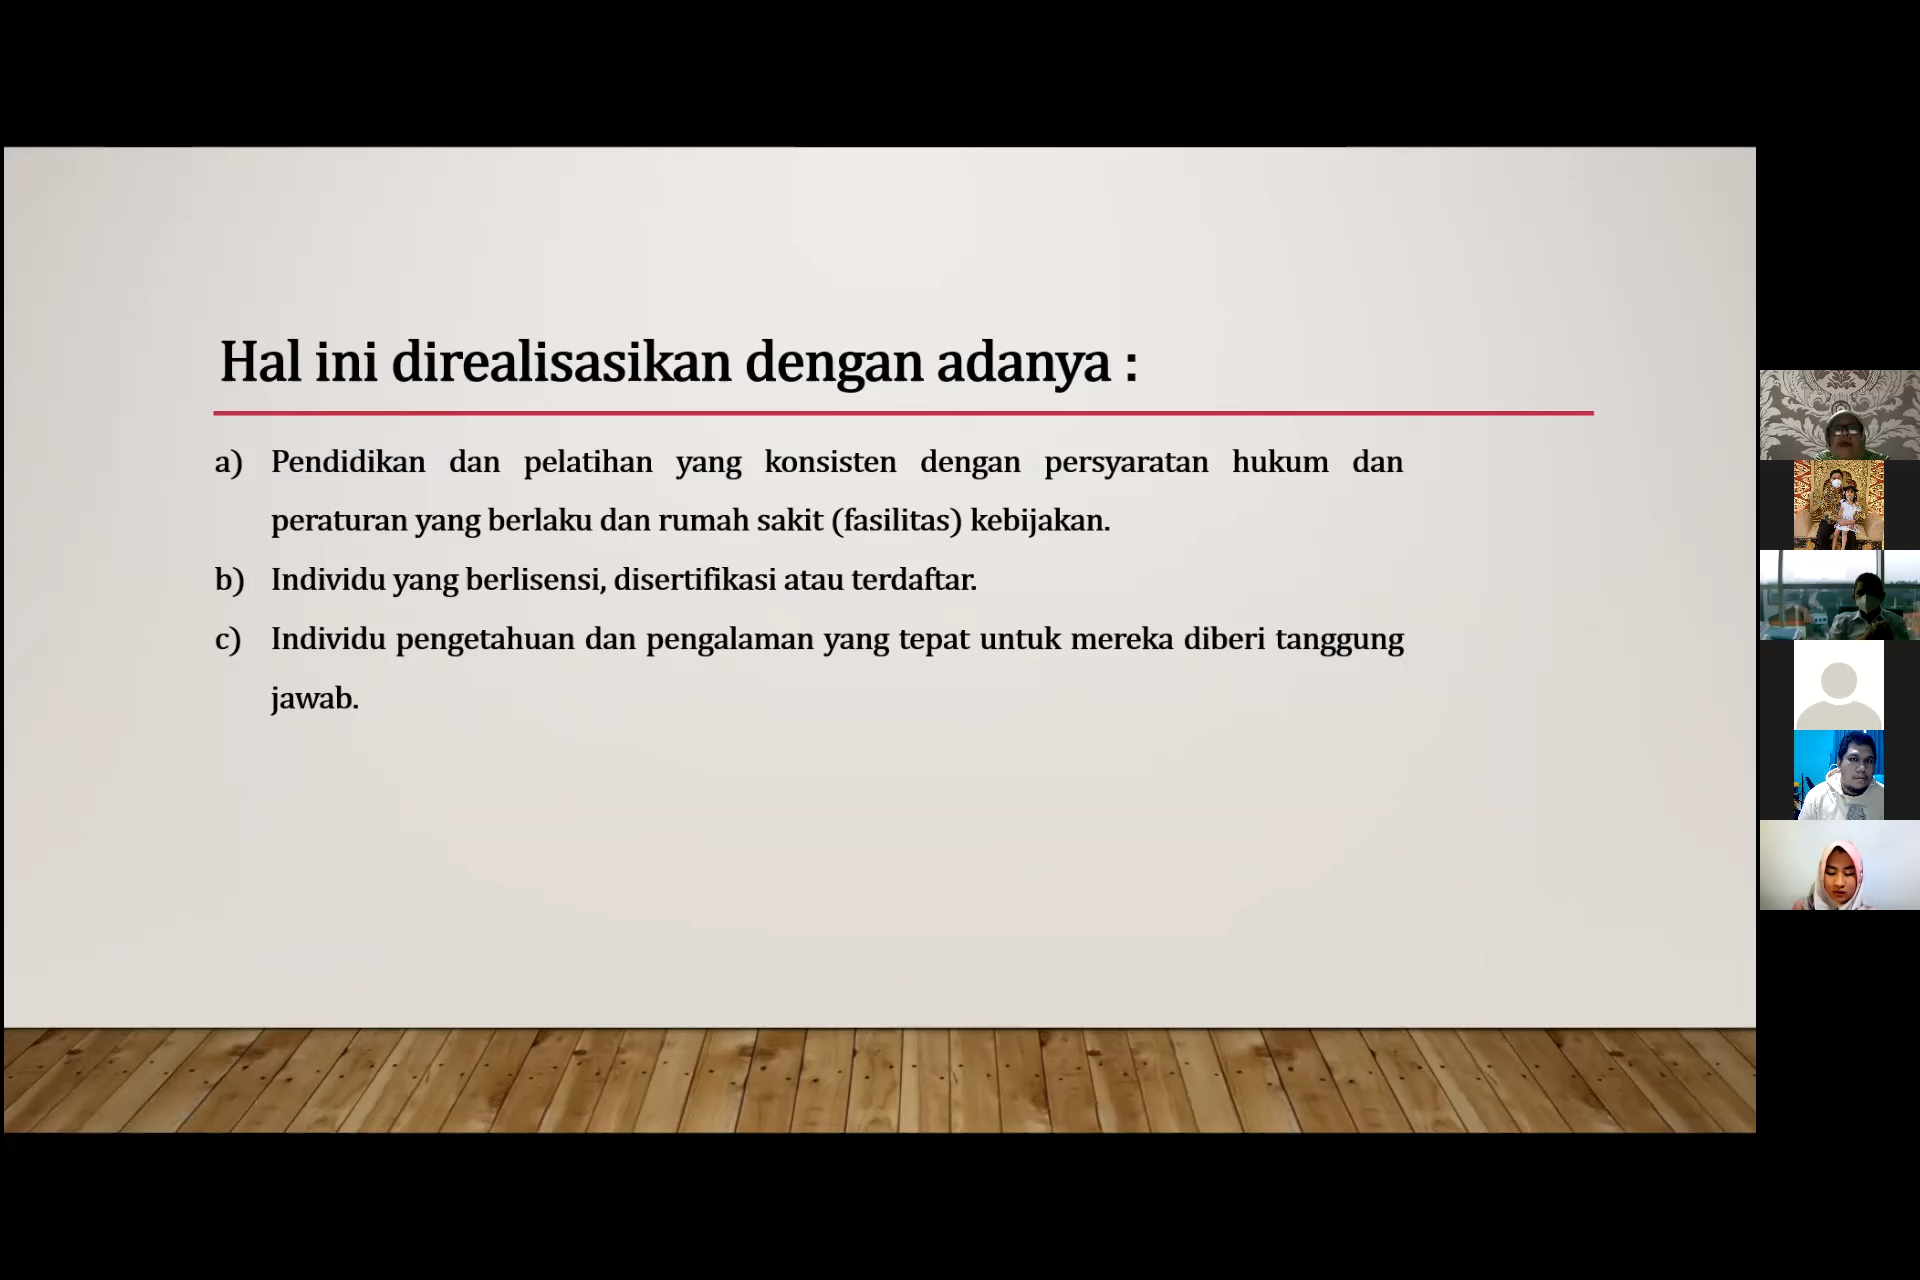 Hal ini direalisasikan dengan adanya :
a) Pendidikan dan pelatihan yang konsisten dengan persyaratan hukum dan
peraturan yang berlaku dan rumah sakit (fasilitas) kebijakan.
b) Individu yang berlisensi, disertifikasi atau terdaftar.
c) Individu pengetahuan dan pengalaman yang tepat untuk mereka diberi tanggung
jawab.